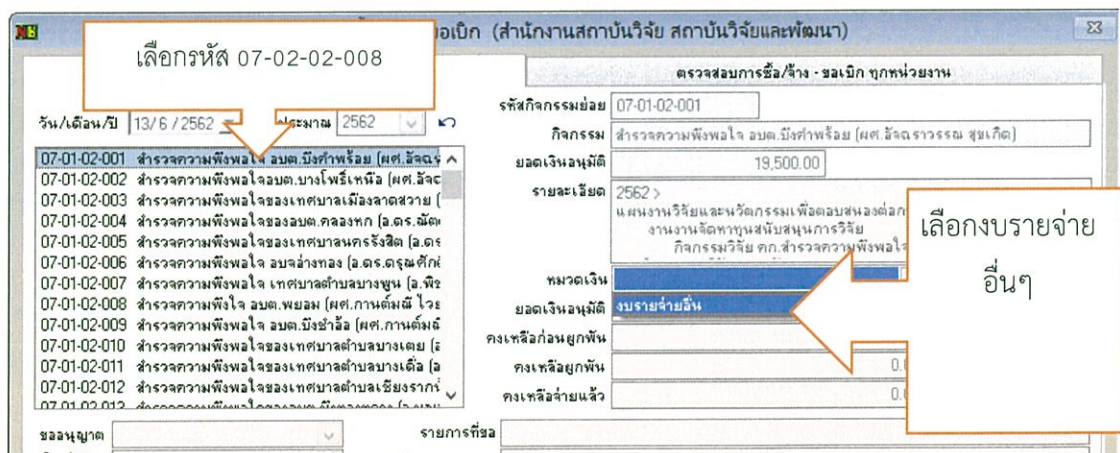 อเบิก (สำนักงานสถาบันวิจัย สถาบันวิจัยและพัฒนา)
เลือกรหัส 07-02-02-008
ตรวจสอบการซื้อ/จ้าง - ขอเบิก ทุกหน่วยงาน
วัน/เดือน/ปี 13/ 6 / 2562 ประมาณ 2562
รหัสกิจกรรมย่อย 07-01-02-001
กิจกรรม สำรวจความพึงพอใจ อบต.บึงคำพร้อย (ผศ.อัจฉราวรรณ สุขเกิด)
ยอดเงินอนุมัติ 19,500.00
รายละเอียด 2562 >
แผนงานวิจัยและนวัตกรรมเพื่อตอบสนองต่อ
งานงานจัดหาทุนสนับสนุนการวิจัย
กิจกรรมวิจัย คก.สำรวจความพึงพอใจ
07-01-02-001 สำรวจความพึงพอใจ อบต.บึงคำพร้อย (ผศ.อัจฉร
07-01-02-002 สำรวจความพึงพอใจอบต.บางโพธิ์เหนือ (ผศ.อัจ
07-01-02-003 สำรวจความพึงพอใจของเทศบาลเมืองลาดสวาย (
07-01-02-004 สำรวจความพึงพอใจของอบต.คลองหก (อ.ดร.ณัต
07-01-02-005 สำรวจความพึงพอใจของเทศบาลนครรังสิต (อ.ดร
07-01-02-006 สำรวจความพึงพอใจ อบจอ่างทอง (อ.ดร.ดรุณศักดิ์
07-01-02-007 สำรวจความพึงพอใจ เทศบาลตำบลบางพูน (อ.พิช
07-01-02-008 สำรวจความพึงใจ อบต.พยอม (ผศ.กานต์มณี ไวย
07-01-02-009 สำรวจความพึงพอใจ อบต.บึงชำอ้อ (ผศ.กานต์มณี
07-01-02-010 สำรวจความพึงพอใจของเทศบาลตำบลบางเตย (อ
07-01-02-011 สำรวจความพึงพอใจของเทศบาลตำบลบางเดื่อ (อ
07-01-02-012 สำรวจความพึงพอใจของเทศบาลตำบลเชียงราก
07-01-02-013
หมวดเงิน
งบรายจ่ายอื่น
ยอดเงินอนุมัติ
คงเหลือก่อนผูกพัน
คงเหลือผูกพัน 0.
คงเหลือจ่ายแล้ว 0.
เลือกงบรายจ่าย
อื่นๆ
ขออนุญาต
รายการที่ขอ